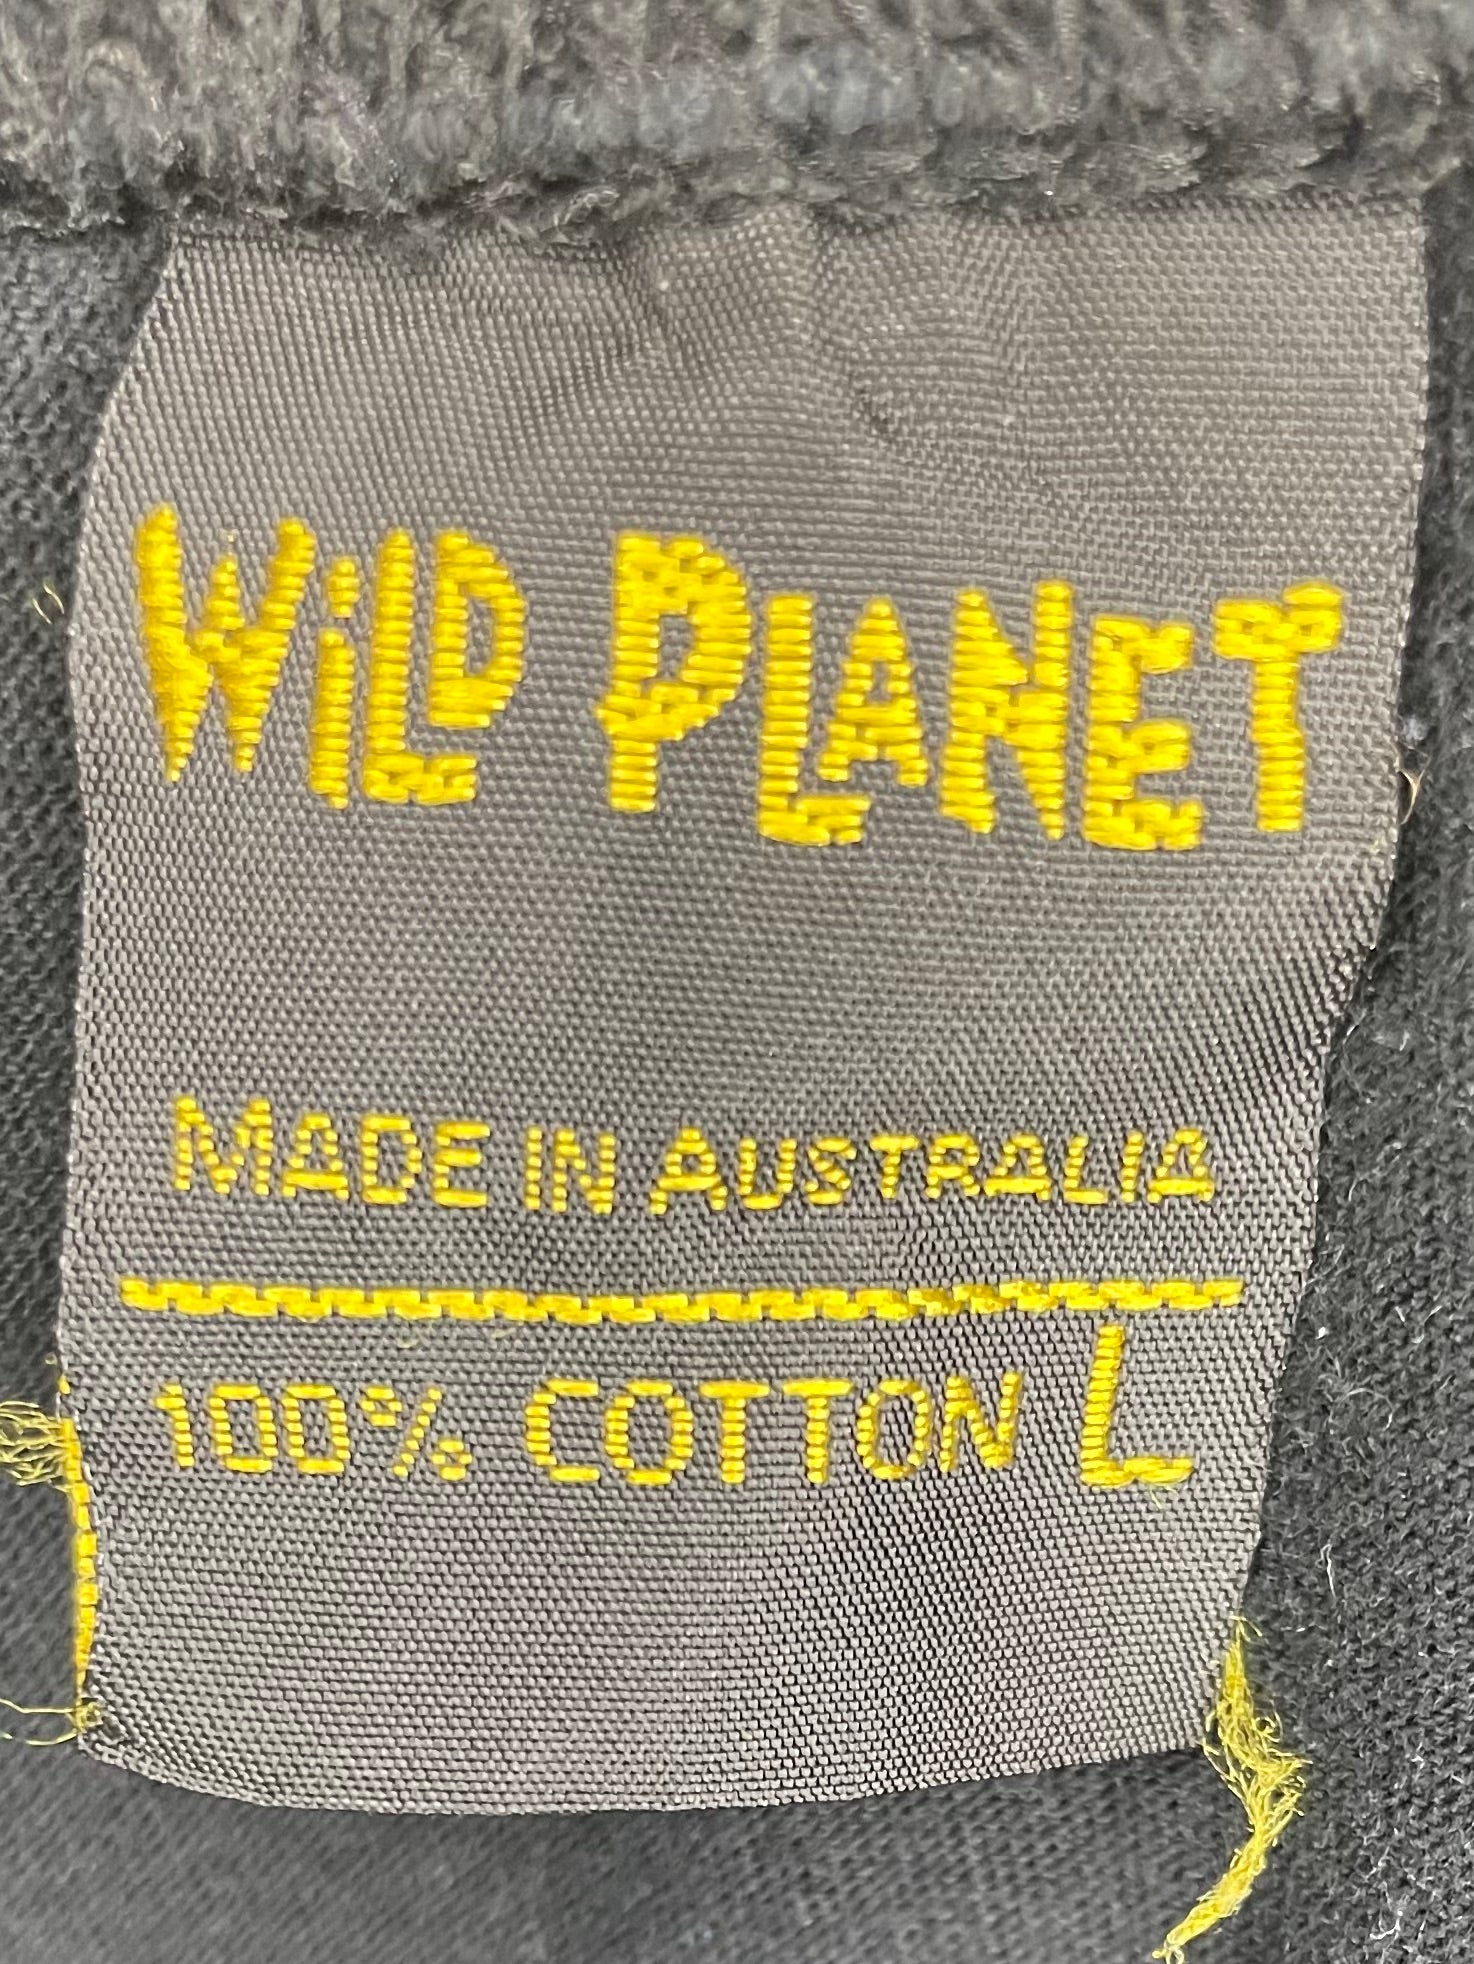 WiLD PLANET
MADE IN AUSTRALIA
100% COTTON L